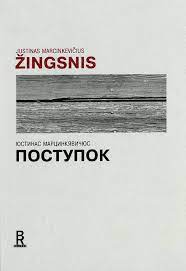 JUSTINAS MARCINKEVIČIUS
ŽINGSNIS
ЮСТИНАС МАРЦИНКЯВИЧЮС
ПОСТУПОК